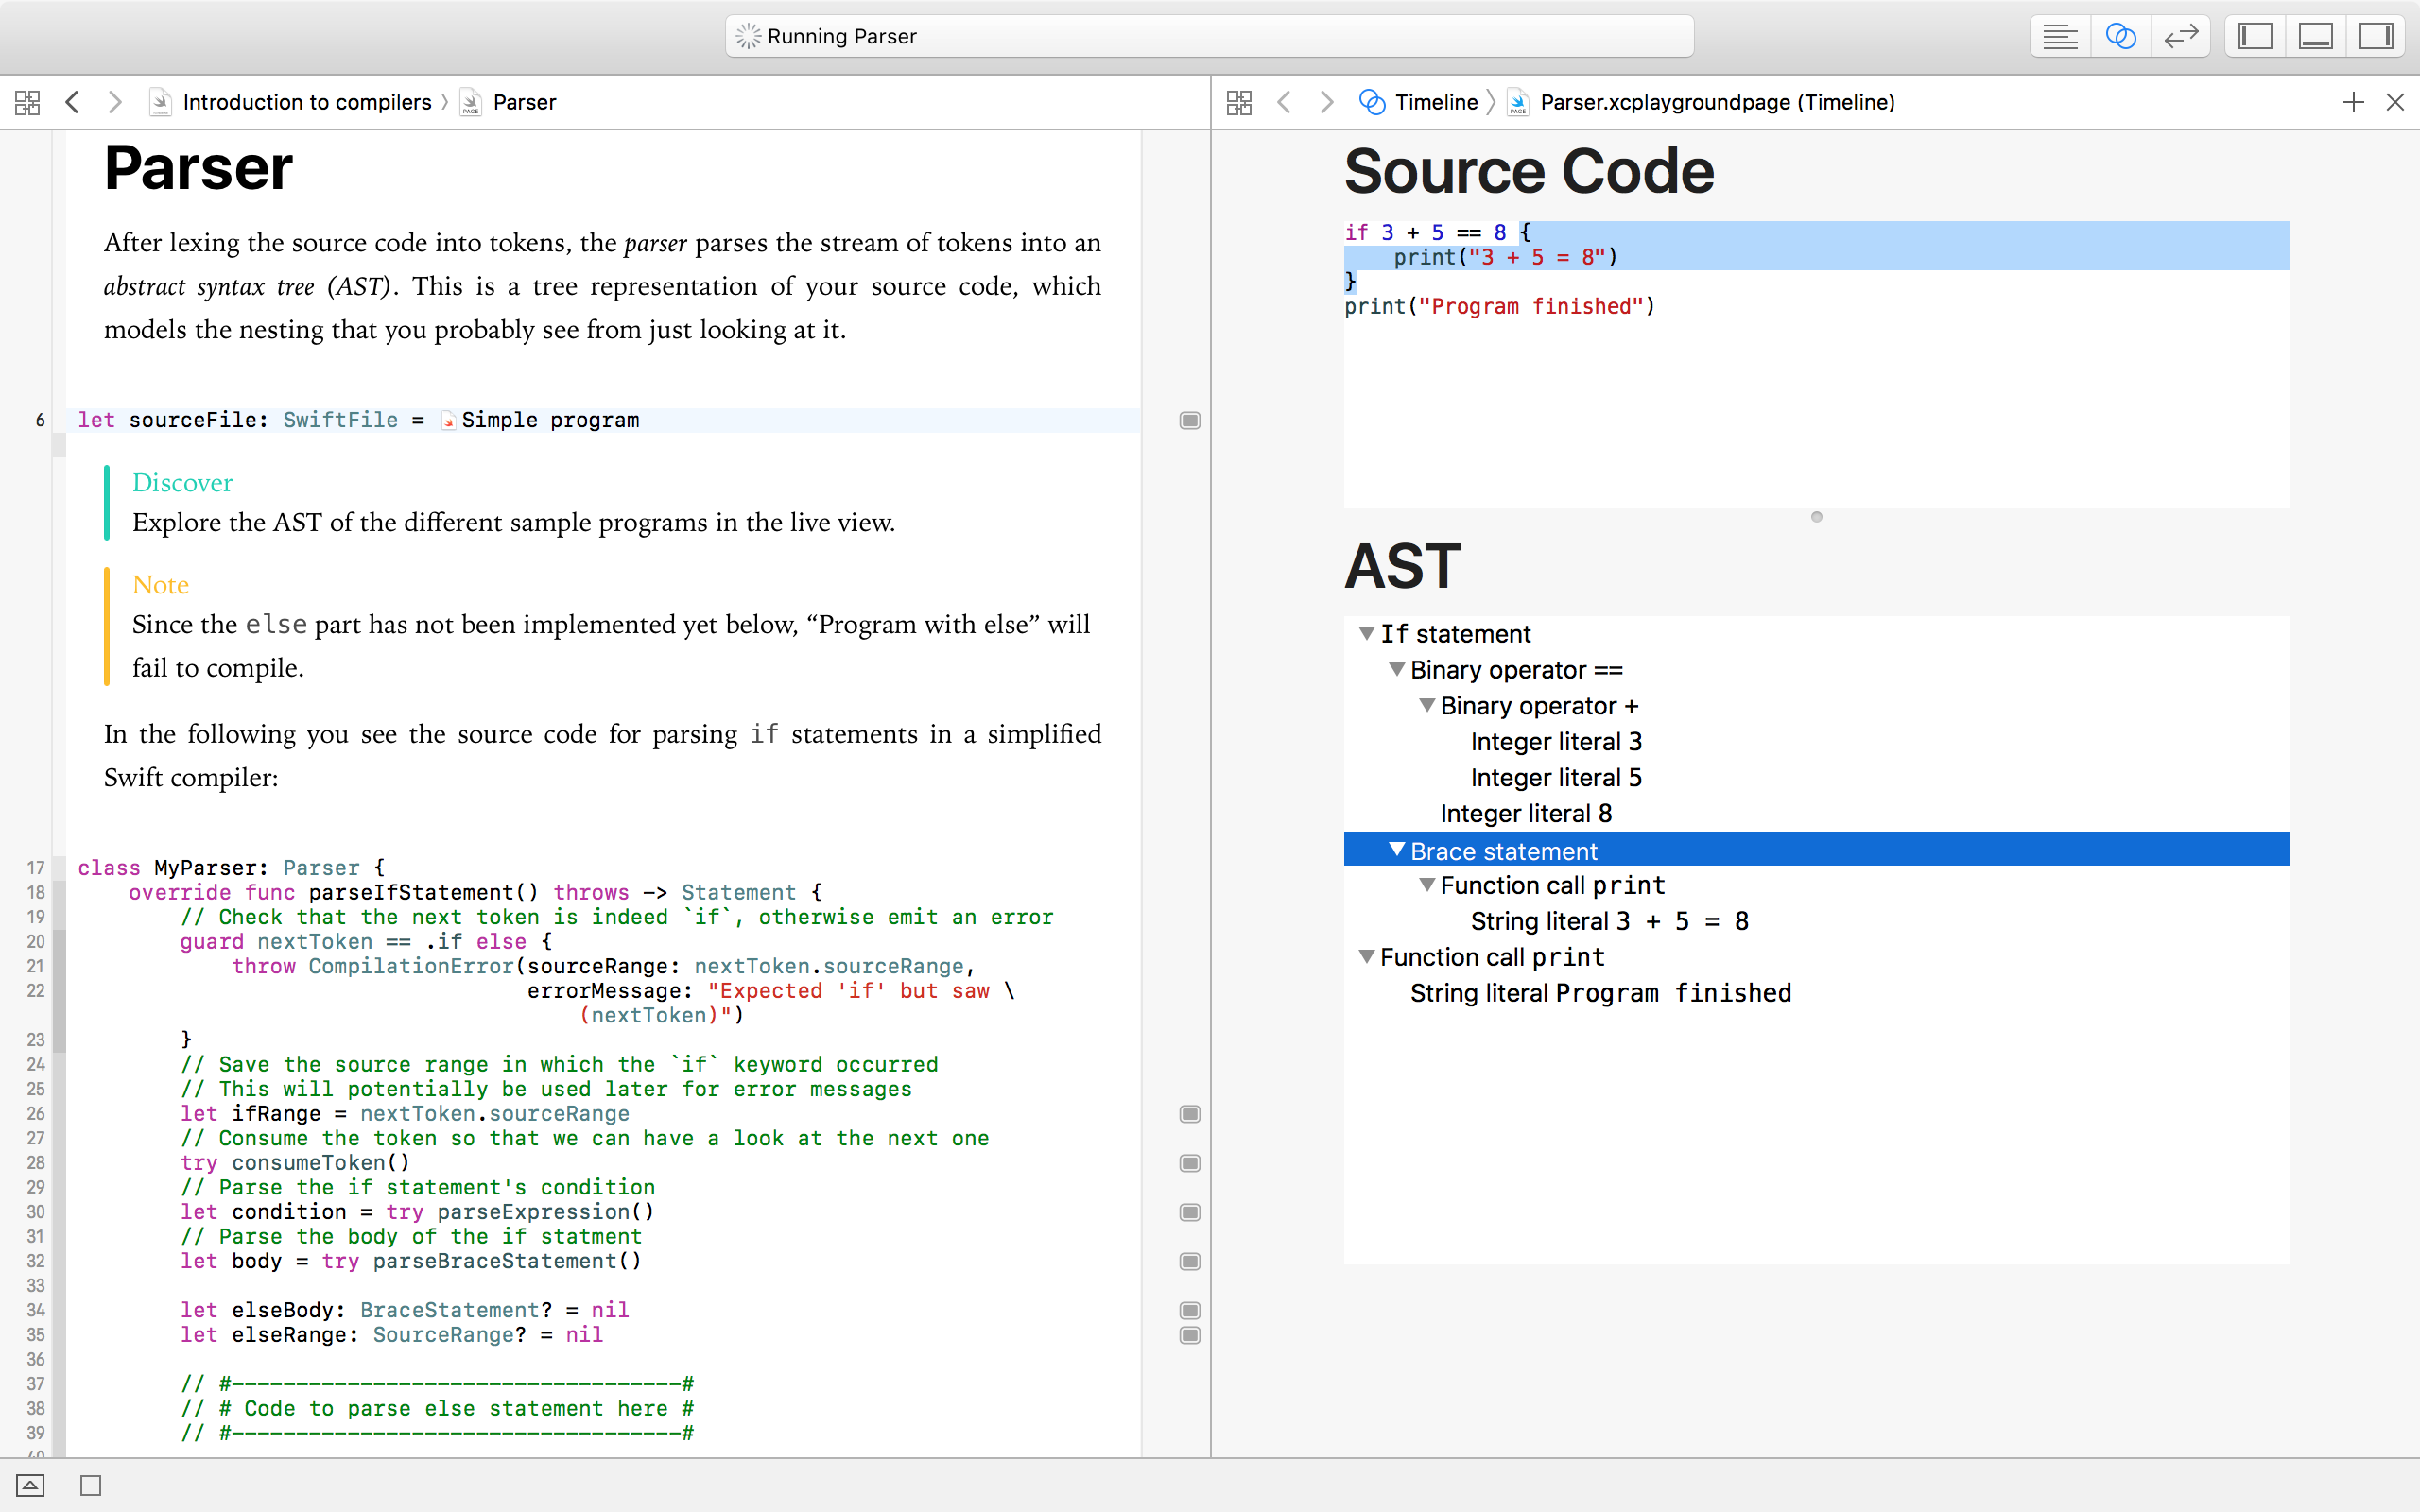 Running Parser
Introduction to compilers 〉 Parser
Timeline 〉 Parser.xcplaygroundpage (Timeline)
Parser
After lexing the source code into tokens, the parser parses the stream of tokens into an
abstract syntax tree (AST). This is a tree representation of your source code, which
models the nesting that you probably see from just looking at it.
6 let sourceFile: SwiftFile = Simple program
Discover
Explore the AST of the different sample programs in the live view.
Note
Since the else part has not been implemented yet below, “Program with else” will
fail to compile.
In the following you see the source code for parsing if statements in a simplified
Swift compiler:
17 class MyParser: Parser {
18     override func parseIfStatement() throws -> Statement {
19         // Check that the next token is indeed `if`, otherwise emit an error
20         guard nextToken == .if else {
21             throw CompilationError(sourceRange: nextToken.sourceRange,
22                                    errorMessage: "Expected 'if' but saw \
(nextToken)")
23         }
24         // Save the source range in which the `if` keyword occurred
25         // This will potentially be used later for error messages
26         let ifRange = nextToken.sourceRange
27         // Consume the token so that we can have a look at the next one
28         try consumeToken()
29         // Parse the if statement's condition
30         let condition = try parseExpression()
31         // Parse the body of the if statment
32         let body = try parseBraceStatement()
33
34         let elseBody: BraceStatement? = nil
35         let elseRange: SourceRange? = nil
36
37         // #-----------------------------------#
38         // # Code to parse else statement here #
39         // #-----------------------------------#
40
Source Code
if 3 + 5 == 8 {
    print("3 + 5 = 8")
}
print("Program finished")
AST
If statement
Binary operator ==
Binary operator +
Integer literal 3
Integer literal 5
Integer literal 8
Brace statement
Function call print
String literal 3 + 5 = 8
Function call print
String literal Program finished